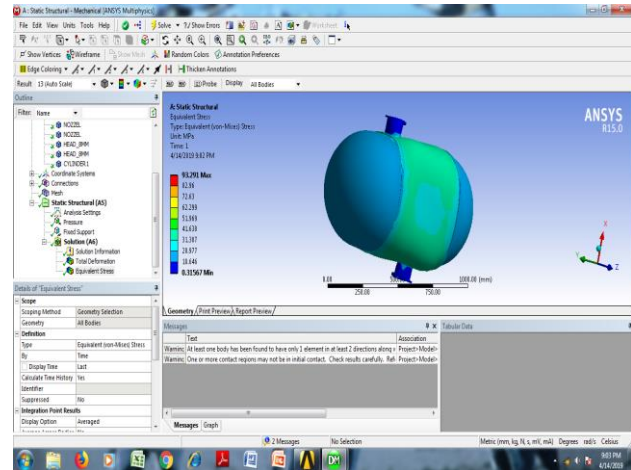 A : Static Structural - Mechanical [ANSYS Multiphysics]
File Edit View Units Tools Help Solve ?/Show Errors Worksheet
Show Vertices Wireframe Show Mesh Random Colors Annotation Preferences
Edge Coloring Thicken Annotations
Result 13 (Auto Scale) Probe Display All Bodies
Outline
Filter: Name
NOZZEL
NOZZEL
HEAD_8MM
HEAD_8MM
CYLINDER1
Coordinate Systems
Connections
Mesh
Static Structural (A5)
Analysis Settings
Pressure
Fixed Support
Solution (A6)
Solution Information
Total Deformation
Equivalent Stress
A: Static Structural
Equivalent Stress
Type: Equivalent (von-Mises) Stress
Unit: MPa
Time: 1
4/14/2019 9:02 PM
93.291 Max
82.96
72.63
62.299
51.969
41.638
31.307
20.977
10.646
0.31567 Min
ANSYS
R15.0
X
Y
Z
0.00 1000.00 (mm)
250.00 750.00
Geometry Print Preview Report Preview
Details of "Equivalent Stress"
Scope
Scoping Method Geometry Selection
Geometry All Bodies
Definition
Type Equivalent (von-Mises) Stress
By Time
Display Time Last
Calculate Time History Yes
Identifier
Suppressed No
Integration Point Results
Display Option Averaged
Messages
Text Association
Warning At least one body has been found to have only 1 element in at least 2 directions along Project>Model>
Warning One or more contact regions may not be in initial contact. Check results carefully. Project>Model>
Messages Graph
Tabular Data
2 Messages No Selection Metric (mm, kg, N, s, mV, mA) Degrees rad/s Celsius
DM
9:03 PM
4/14/2019